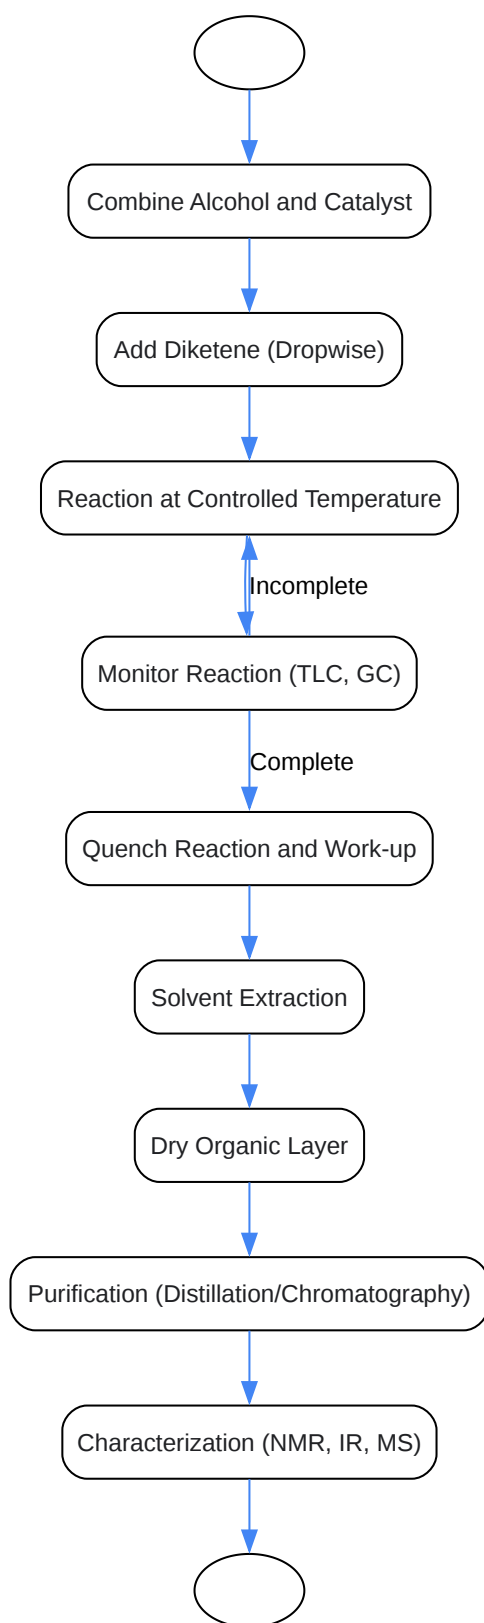 Combine Alcohol and Catalyst
Add Diketene (Dropwise)
Reaction at Controlled Temperature
Incomplete
Monitor Reaction (TLC, GC)
Complete
Quench Reaction and Work-up
Solvent Extraction
Dry Organic Layer
Purification (Distillation/Chromatography)
Characterization (NMR, IR, MS)